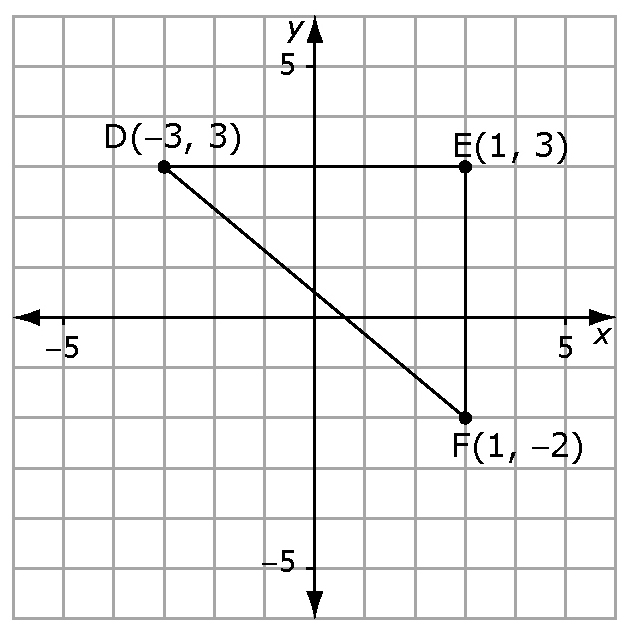 y
5
D(−3, 3)
E(1, 3)
−5
5
x
F(1, −2)
−5